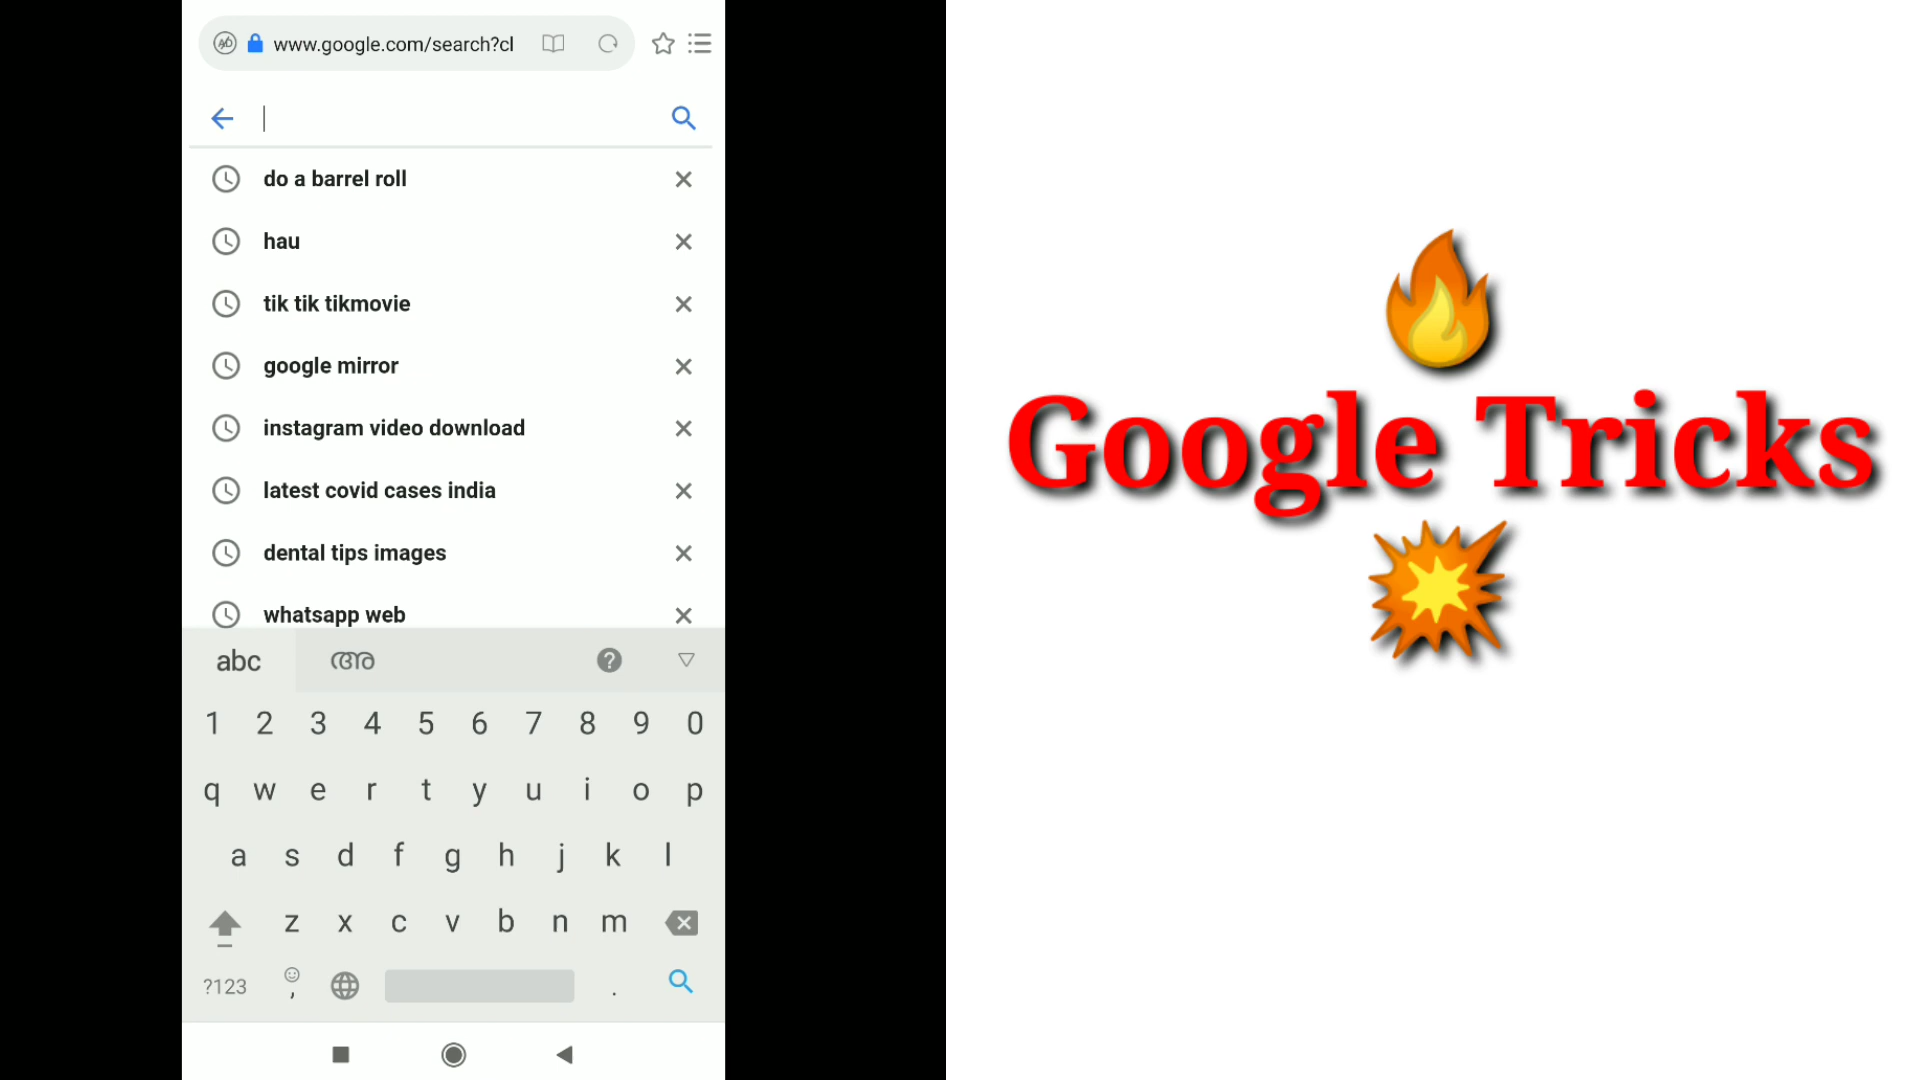 www.google.com/search?cl
do a barrel roll
hau
tik tik tikmovie
google mirror
instagram video download
latest covid cases india
dental tips images
whatsapp web
abc അ
1 2 3 4 5 6 7 8 9 0
q w e r t y u i o p
a s d f g h j k l
z x c v b n m
?123 , .
Google Tricks